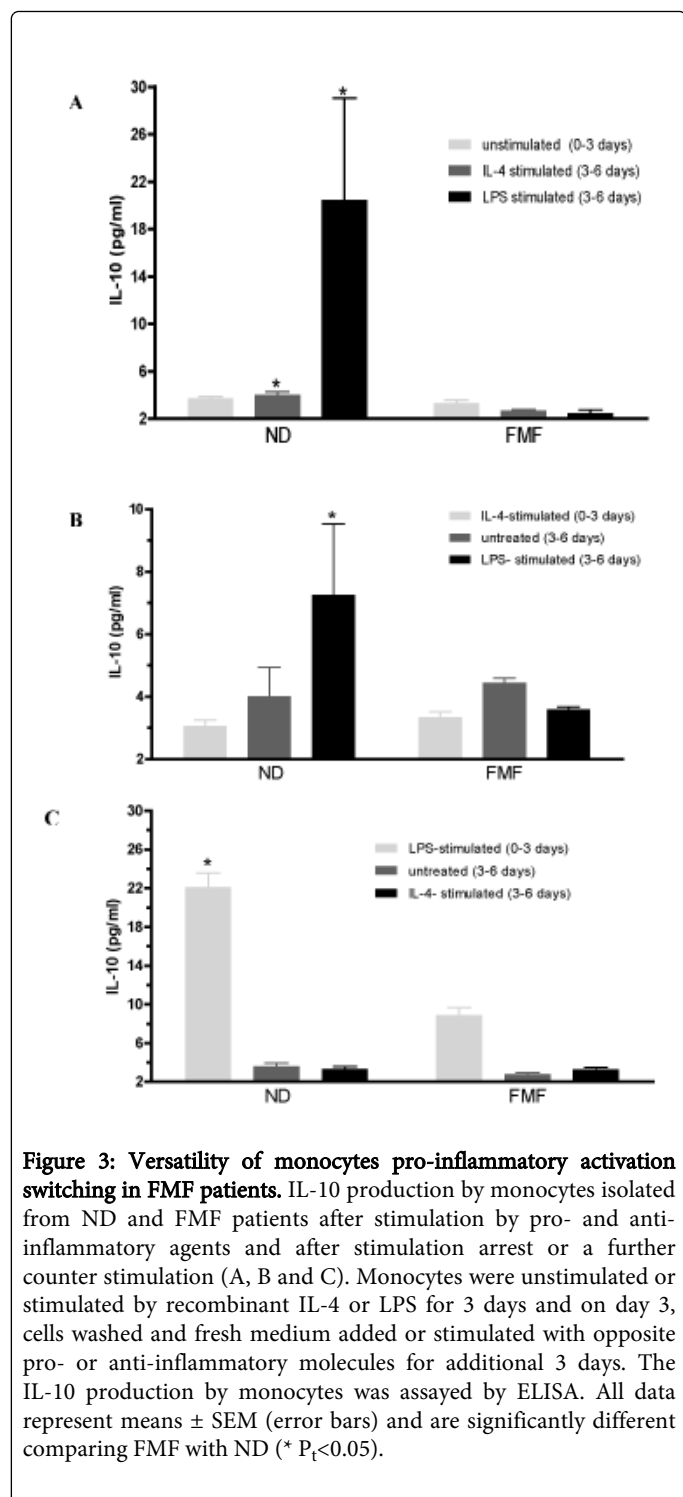 A
30
26
22
18
14
10
6
2
IL-10 (pg/ml)
*
*
unstimulated (0-3 days)
IL-4 stimulated (3-6 days)
LPS stimulated (3-6 days)
ND
FMF
B
10
8
6
4
2
IL-10 (pg/ml)
*
IL-4-stimulated (0-3 days)
untreated (3-6 days)
LPS- stimulated (3-6 days)
ND
FMF
C
30
26
22
18
14
10
6
2
IL-10 (pg/ml)
*
LPS-stimulated (0-3 days)
untreated (3-6 days)
IL-4- stimulated (3-6 days)
ND
FMF
Figure 3: Versatility of monocytes pro-inflammatory activation
switching in FMF patients. IL-10 production by monocytes isolated
from ND and FMF patients after stimulation by pro- and anti-
inflammatory agents and after stimulation arrest or a further
counter stimulation (A, B and C). Monocytes were unstimulated or
stimulated by recombinant IL-4 or LPS for 3 days and on day 3,
cells washed and fresh medium added or stimulated with opposite
pro- or anti-inflammatory molecules for additional 3 days. The
IL-10 production by monocytes was assayed by ELISA. All data
represent means ± SEM (error bars) and are significantly different
comparing FMF with ND (* Pt<0.05).